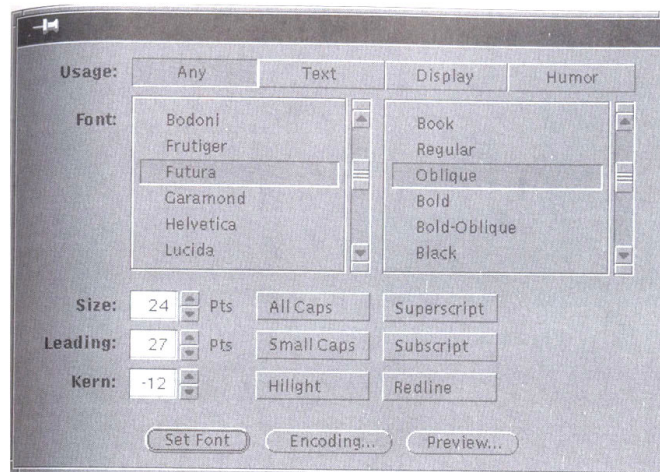 Usage: Any Text Display Humor
Font:
Bodoni
Frutiger
Futura
Garamond
Helvetica
Lucida
Book
Regular
Oblique
Bold
Bold-Oblique
Black
Size: 24 Pts All Caps Superscript
Leading: 27 Pts Small Caps Subscript
Kern: -12 Hilight Redline
Set Font Encoding... Preview...